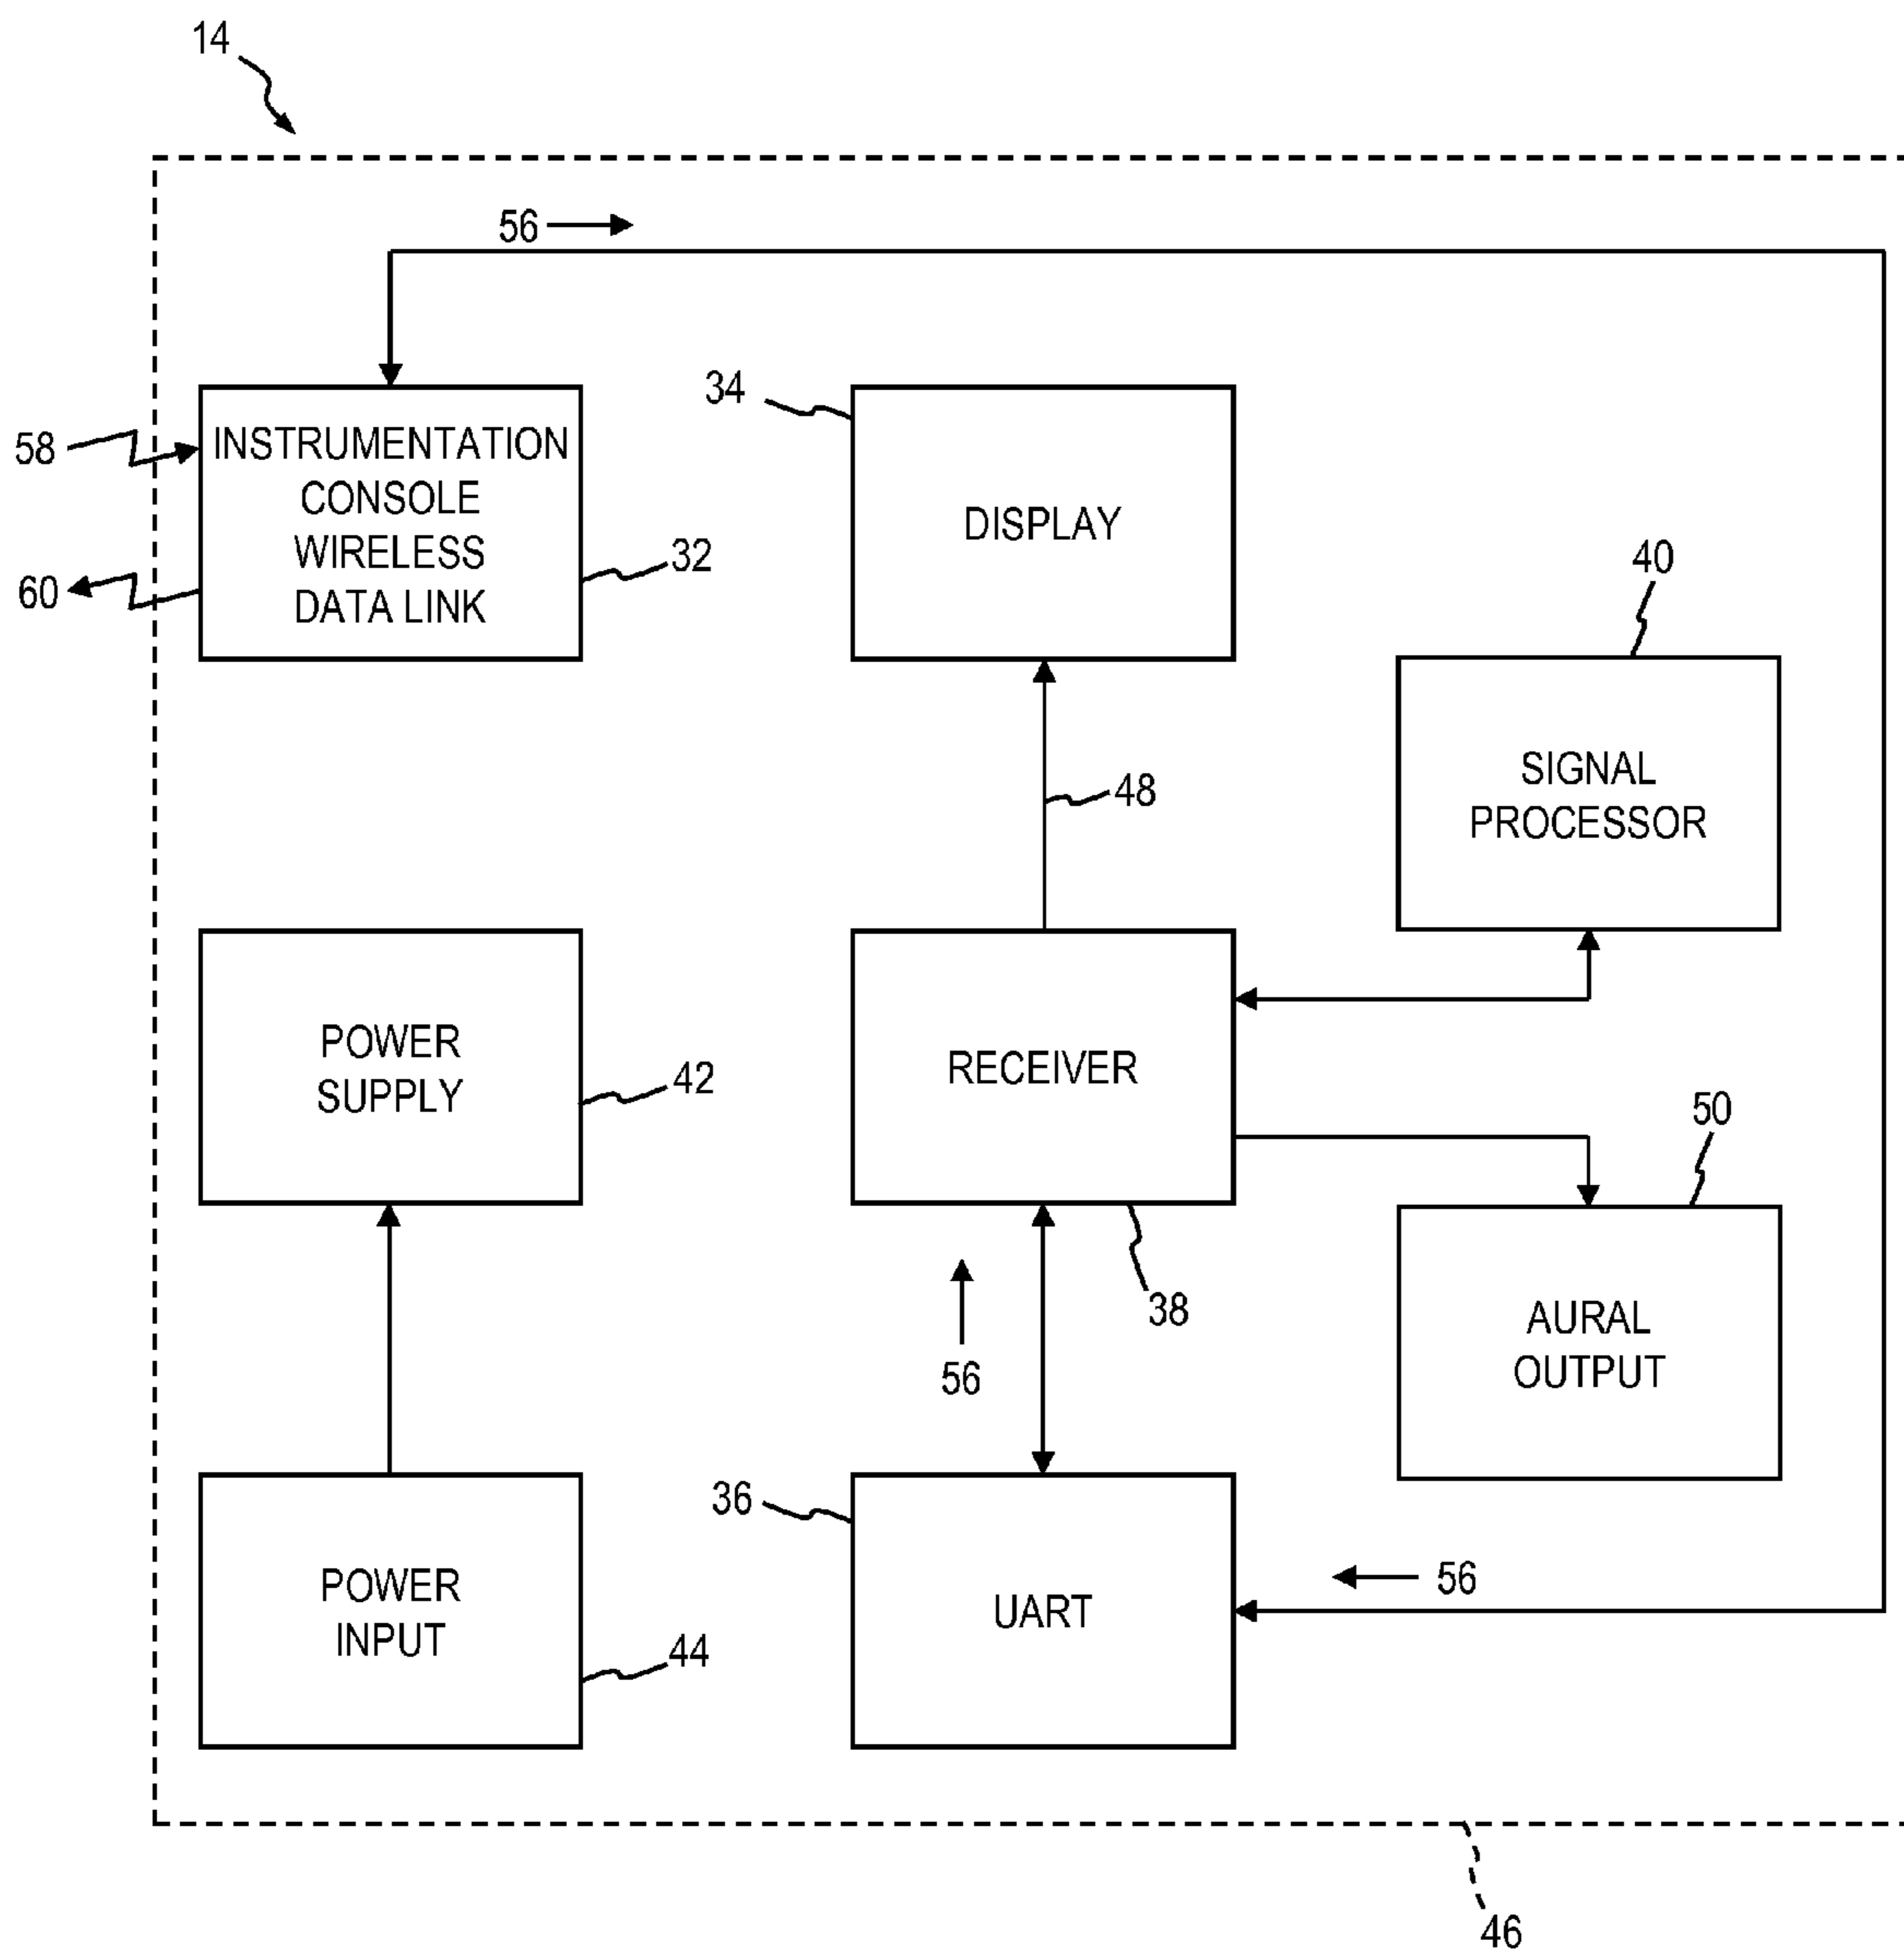 14
56
58
INSTRUMENTATION
CONSOLE
WIRELESS
DATA LINK
32
60
34
DISPLAY
40
SIGNAL
PROCESSOR
48
POWER
SUPPLY
42
RECEIVER
38
50
AURAL
OUTPUT
56
36
UART
56
POWER
INPUT
44
46